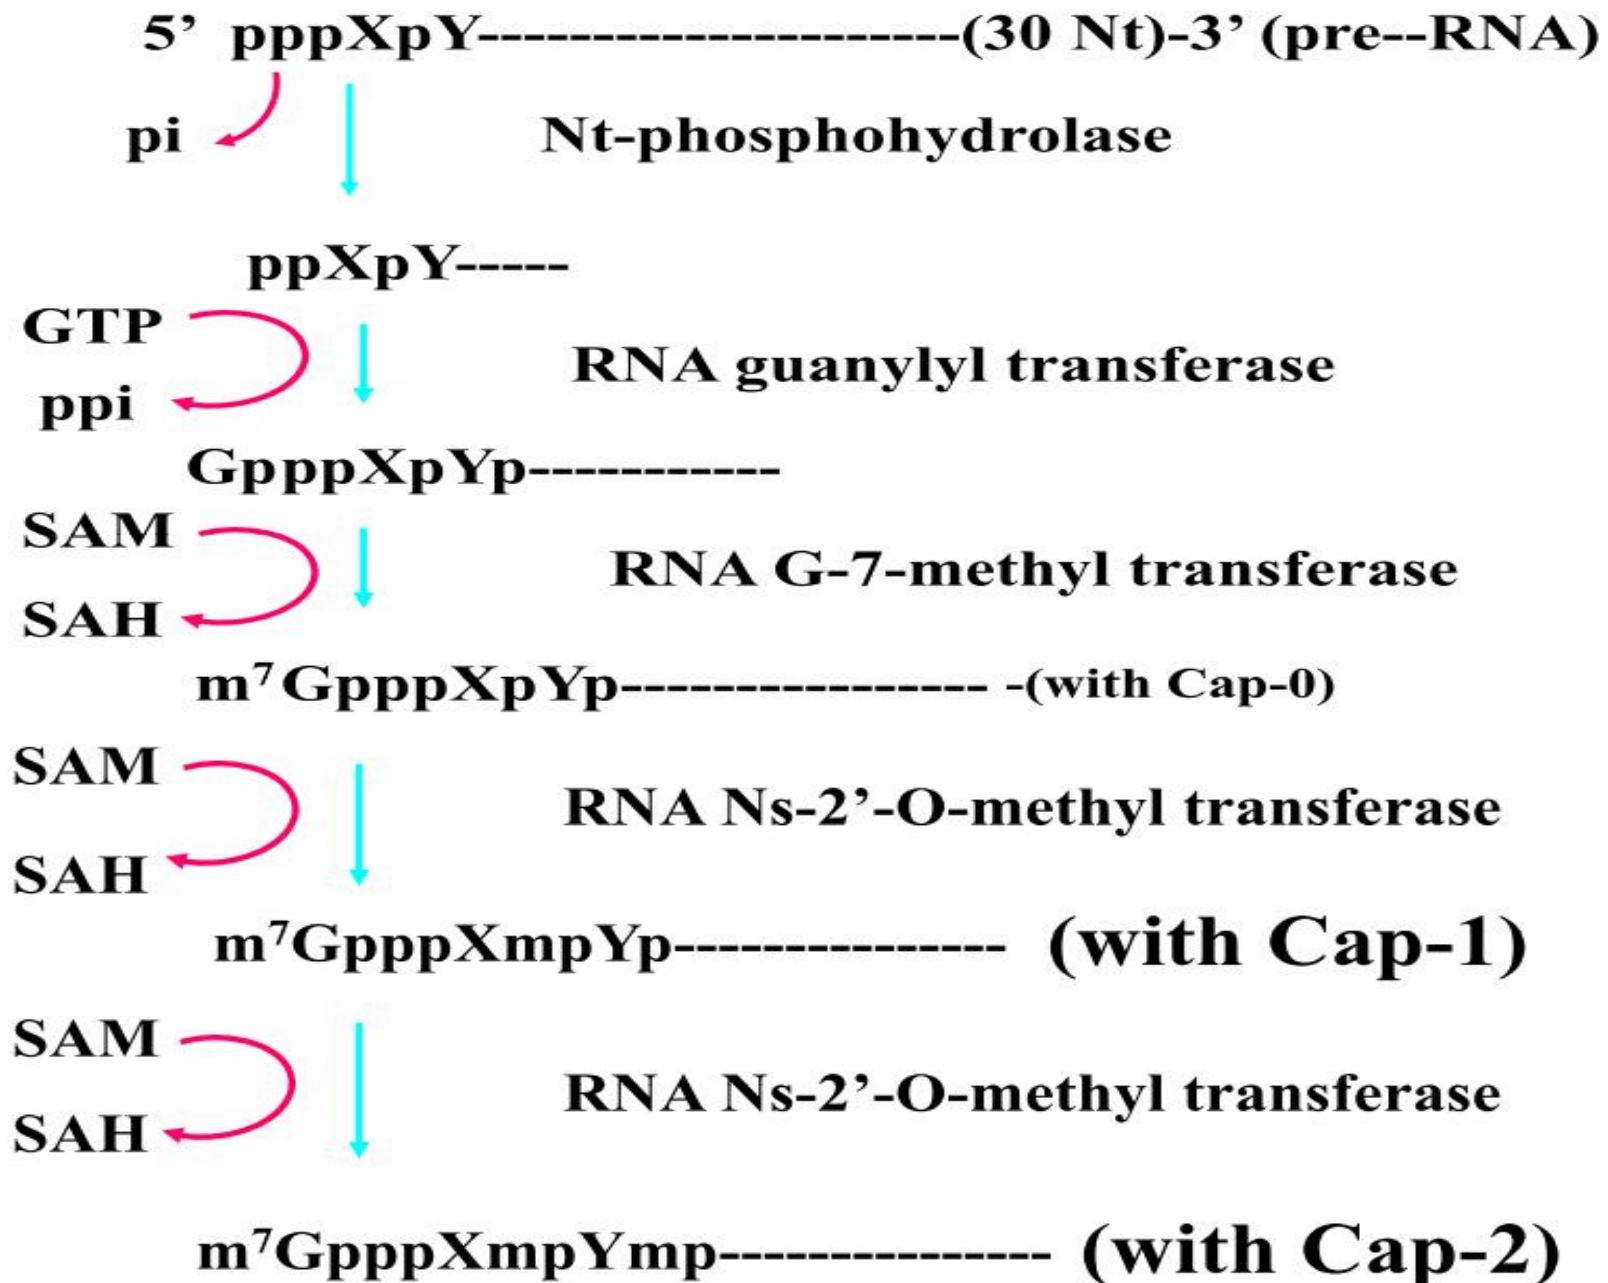 5’ pppXpY---------------------(30 Nt)-3’ (pre--RNA)
pi
Nt-phosphohydrolase
ppXpY-----
GTP
RNA guanylyl transferase
ppi
GpppXpYp-----------
SAM
RNA G-7-methyl transferase
SAH
m⁷GpppXpYp---------------- -(with Cap-0)
SAM
RNA Ns-2’-O-methyl transferase
SAH
m⁷GpppXmpYp--------------- (with Cap-1)
SAM
RNA Ns-2’-O-methyl transferase
SAH
m⁷GpppXmpYmp--------------- (with Cap-2)